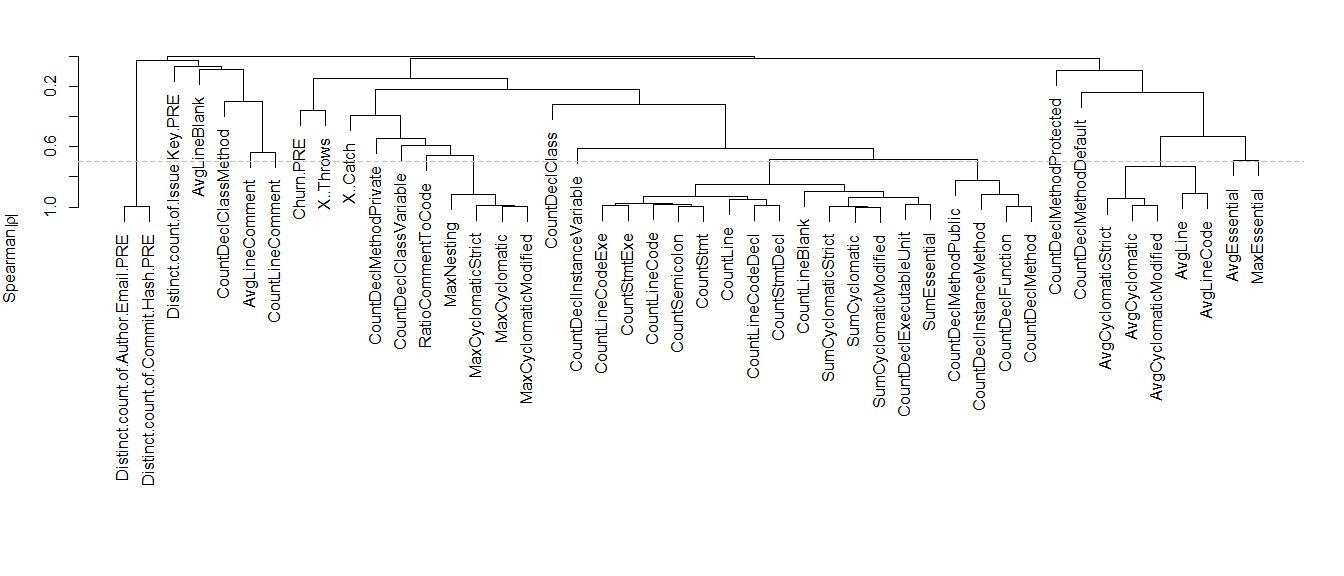 Spearman|ρ|
0.2
0.6
1.0
Distinct.count.of.Author.Email.PRE
Distinct.count.of.Commit.Hash.PRE
Distinct.count.of.Issue.Key.PRE
AvgLineBlank
CountDeclClassMethod
AvgLineComment
CountLineComment
Churn.PRE
X..Throws
X..Catch
CountDeclMethodPrivate
CountDeclClassVariable
RatioCommentToCode
MaxNesting
MaxCyclomaticStrict
MaxCyclomatic
MaxCyclomaticModified
CountDeclClass
CountDeclInstanceVariable
CountLineCodeExe
CountStmtExe
CountLineCode
CountSemicolon
CountStmt
CountLine
CountLineCodeDecl
CountStmtDecl
CountLineBlank
SumCyclomaticStrict
SumCyclomatic
SumCyclomaticModified
CountDeclExecutableUnit
SumEssential
CountDeclMethodPublic
CountDeclInstanceMethod
CountDeclFunction
CountDeclMethod
CountDeclMethodProtected
CountDeclMethodDefault
AvgCyclomaticStrict
AvgCyclomatic
AvgCyclomaticModified
AvgLine
AvgLineCode
AvgEssential
MaxEssential